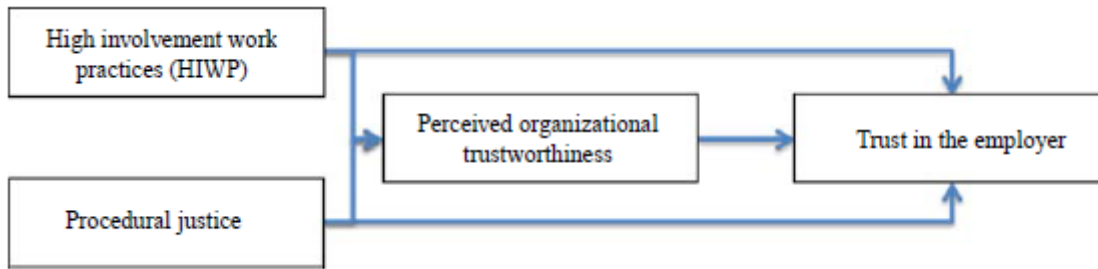 High involvement work
practices (HIWP)
Perceived organizational
trustworthiness
Trust in the employer
Procedural justice